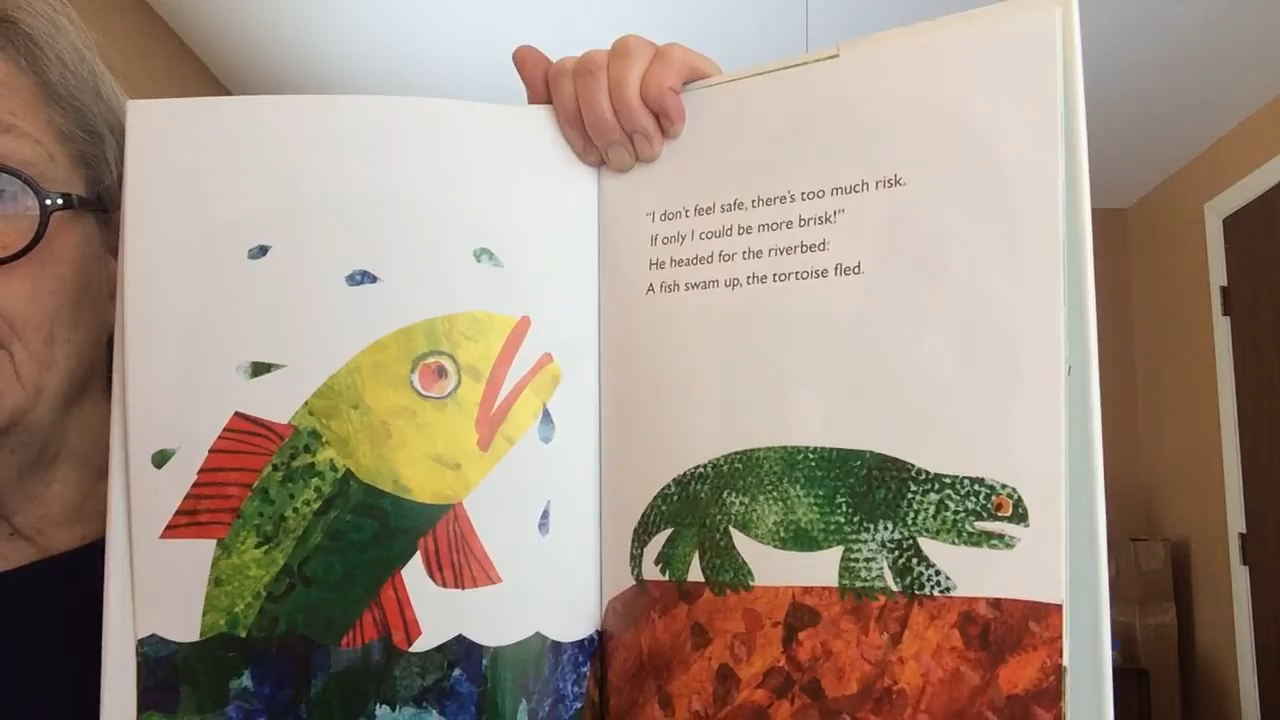 “I don’t feel safe, there’s too much risk.
If only I could be more brisk!”
He headed for the riverbed:
A fish swam up, the tortoise fled.